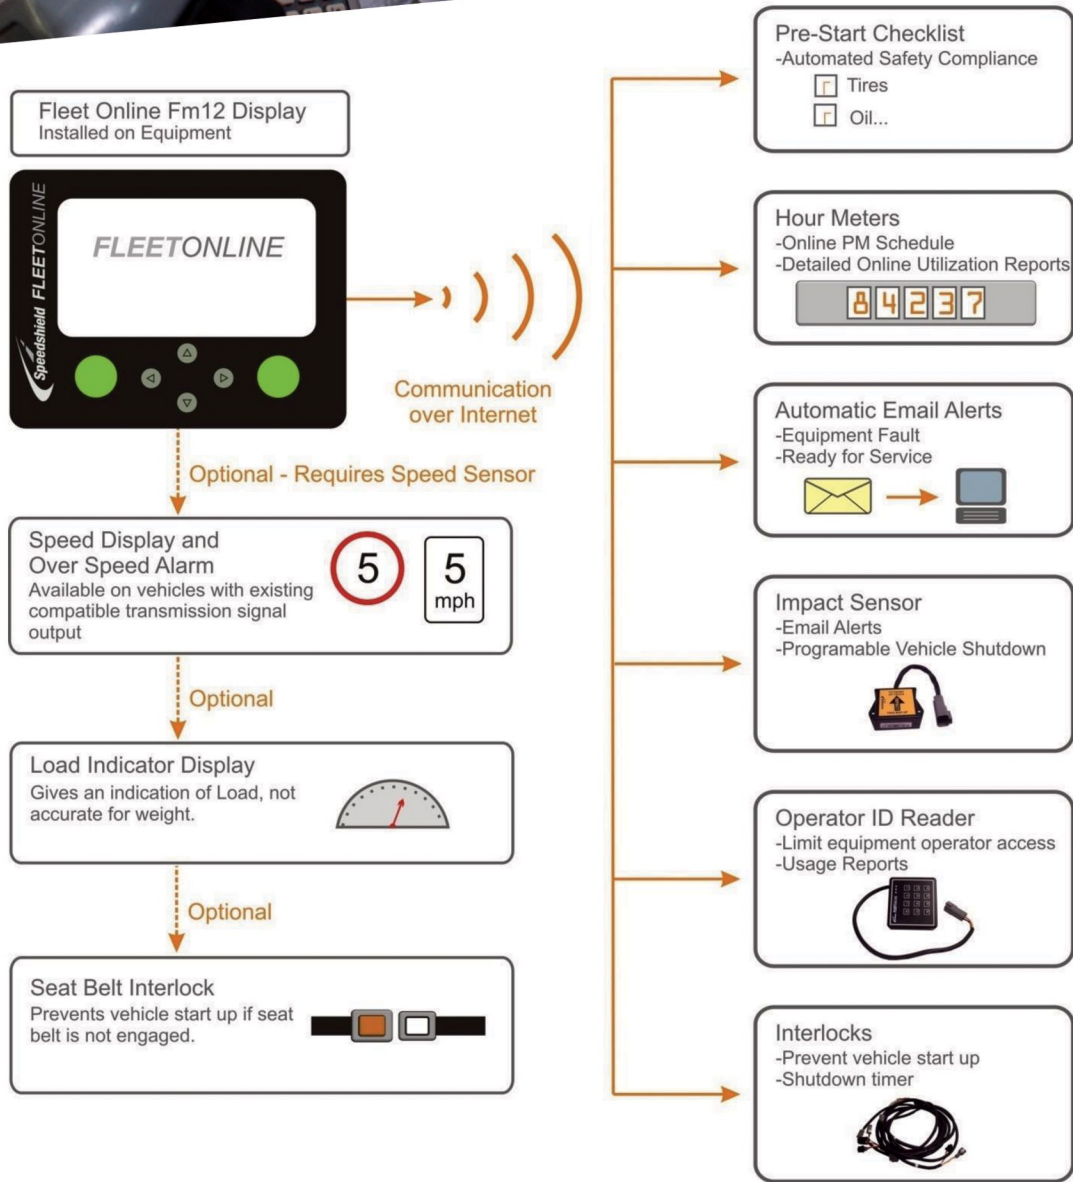 Fleet Online Fm12 Display
Installed on Equipment
Speedshield FLEETONLINE
FLEETONLINE
Communication
over Internet
Optional - Requires Speed Sensor
Speed Display and
Over Speed Alarm
Available on vehicles with existing
compatible transmission signal
output
5
5
mph
Optional
Load Indicator Display
Gives an indication of Load, not
accurate for weight.
Optional
Seat Belt Interlock
Prevents vehicle start up if seat
belt is not engaged.
Pre-Start Checklist
-Automated Safety Compliance
Tires
Oil...
Hour Meters
-Online PM Schedule
-Detailed Online Utilization Reports
84237
Automatic Email Alerts
-Equipment Fault
-Ready for Service
Impact Sensor
-Email Alerts
-Programable Vehicle Shutdown
Operator ID Reader
-Limit equipment operator access
-Usage Reports
Interlocks
-Prevent vehicle start up
-Shutdown timer